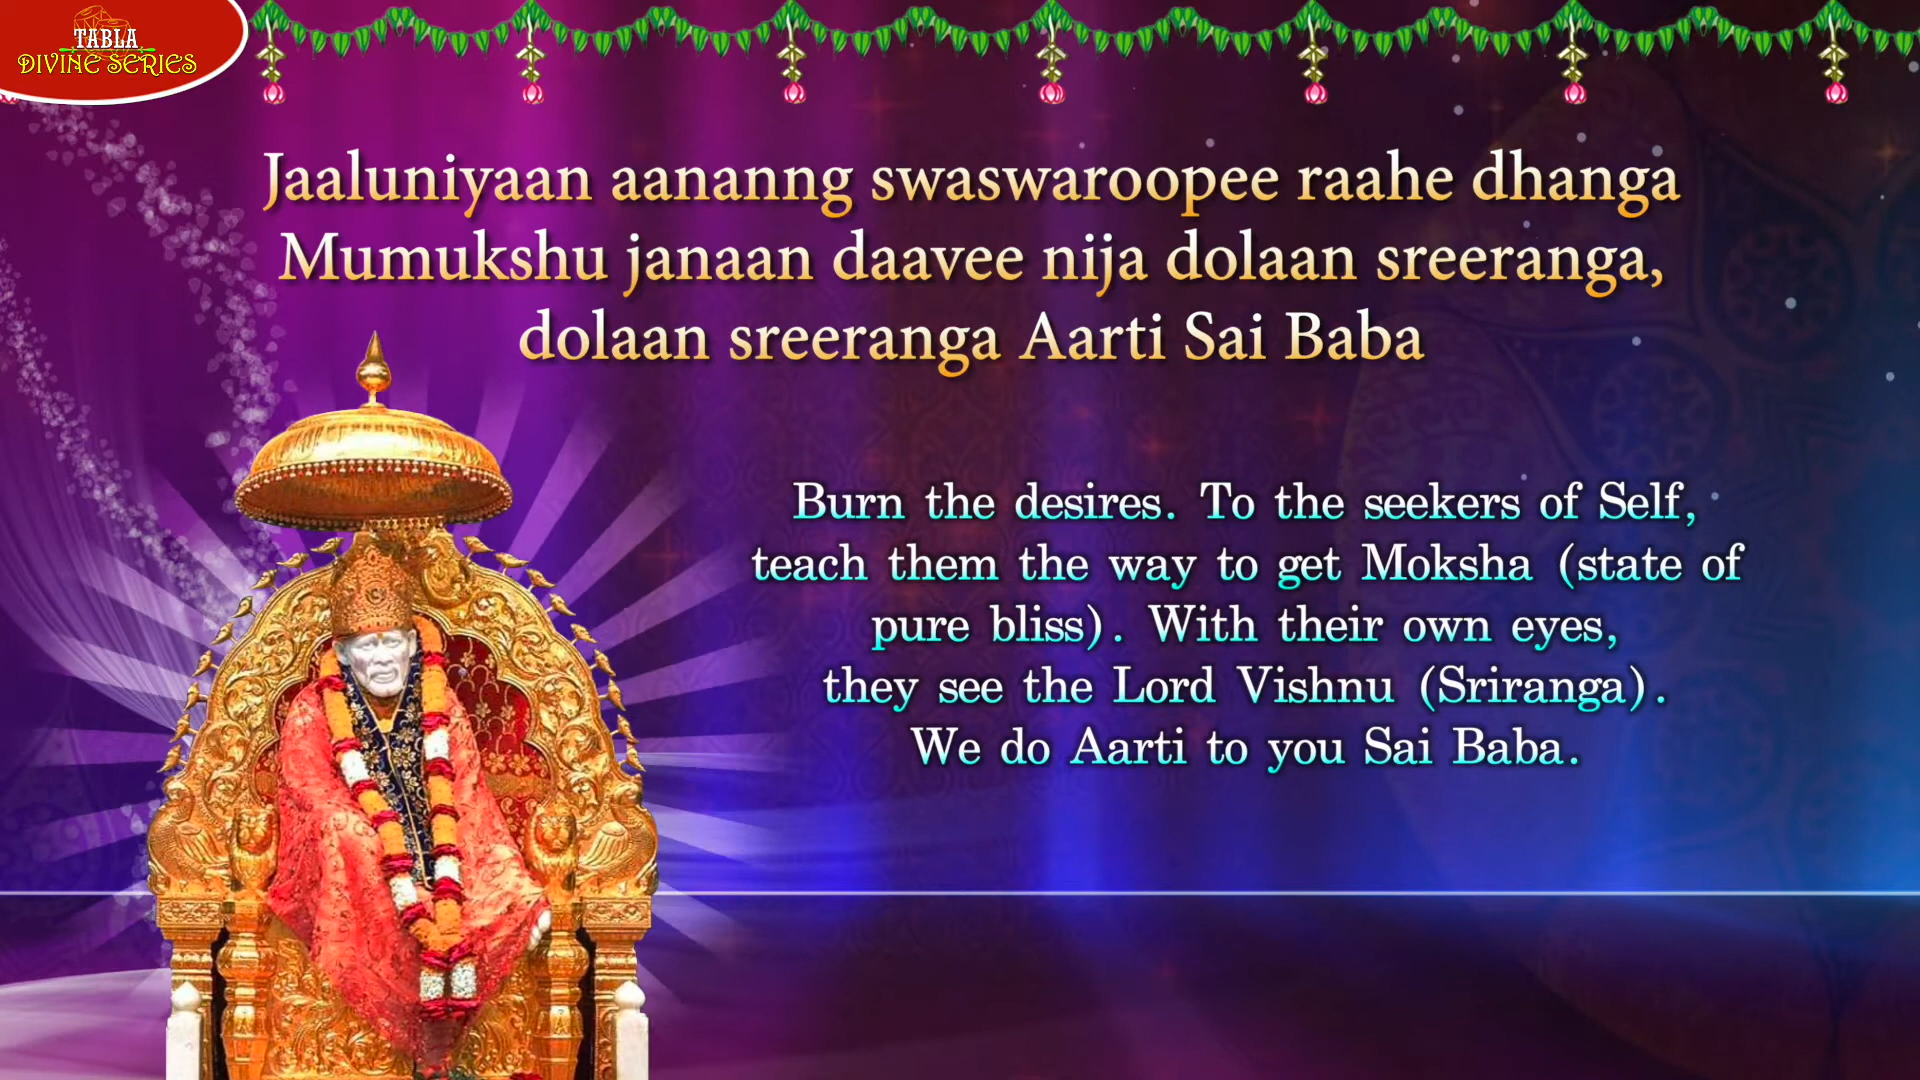 TABLA
DIVINE SERIES
Jaaluniyaan aananng swaswaroopee raahe dhanga
Mumukshu janaan daavee nija dolaan sreeranga,
dolaan sreeranga Aarti Sai Baba
Burn the desires. To the seekers of Self,
teach them the way to get Moksha (state of
pure bliss). With their own eyes,
they see the Lord Vishnu (Sriranga).
We do Aarti to you Sai Baba.